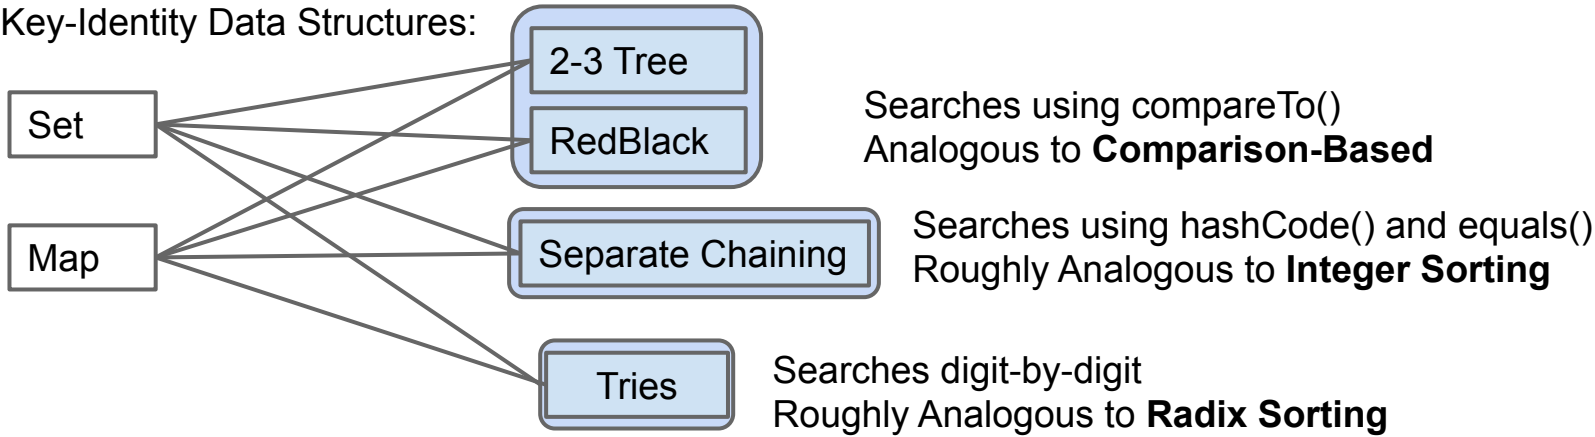 Key-Identity Data Structures:
2-3 Tree
Set
RedBlack
Searches using compareTo()
Analogous to Comparison-Based
Map
Separate Chaining
Searches using hashCode() and equals()
Roughly Analogous to Integer Sorting
Tries
Searches digit-by-digit
Roughly Analogous to Radix Sorting